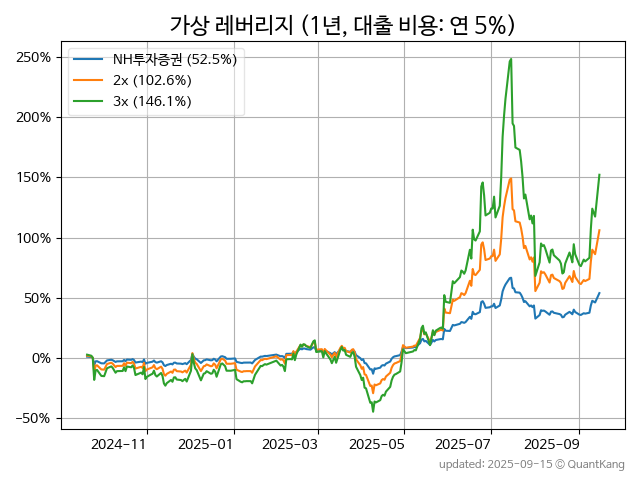 가상 레버리지 (1년, 대출 비용: 연 5%)
NH투자증권 (52.5%)
2x (102.6%)
3x (146.1%)
250%
200%
150%
100%
50%
0%
−50%
2024-11
2025-01
2025-03
2025-05
2025-07
2025-09
updated: 2025-09-15 © QuantKang